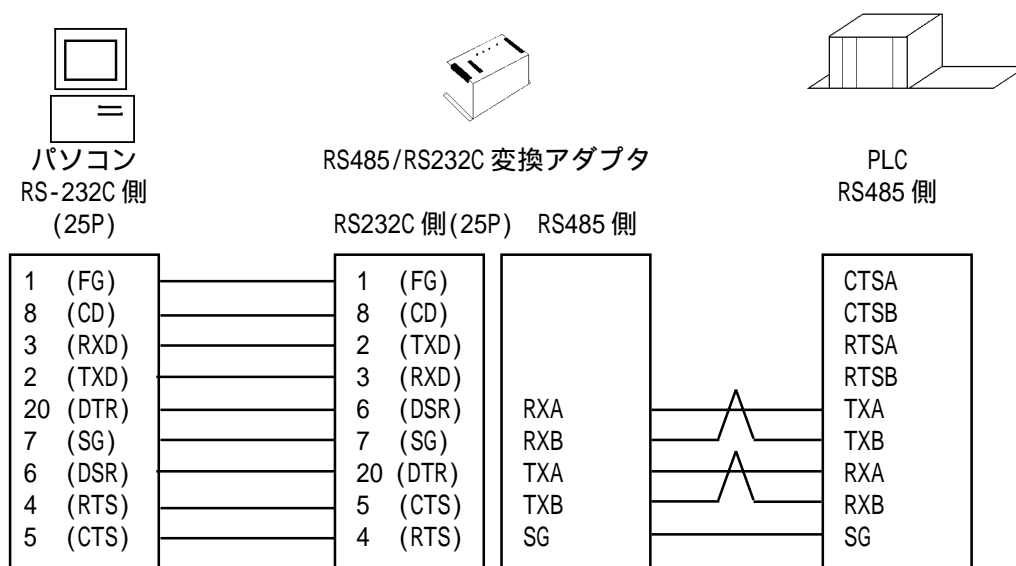 パソコン
RS-232C 側
(25P)
RS485/RS232C 変換アダプタ
RS232C 側(25P) RS485 側
PLC
RS485 側
1 (FG)
8 (CD)
3 (RXD)
2 (TXD)
20 (DTR)
7 (SG)
6 (DSR)
4 (RTS)
5 (CTS)
1 (FG)
8 (CD)
2 (TXD)
3 (RXD)
6 (DSR)
7 (SG)
20 (DTR)
5 (CTS)
4 (RTS)
RXA
RXB
TXA
TXB
SG
CTSA
CTSB
RTSA
RTSB
TXA
TXB
RXA
RXB
SG